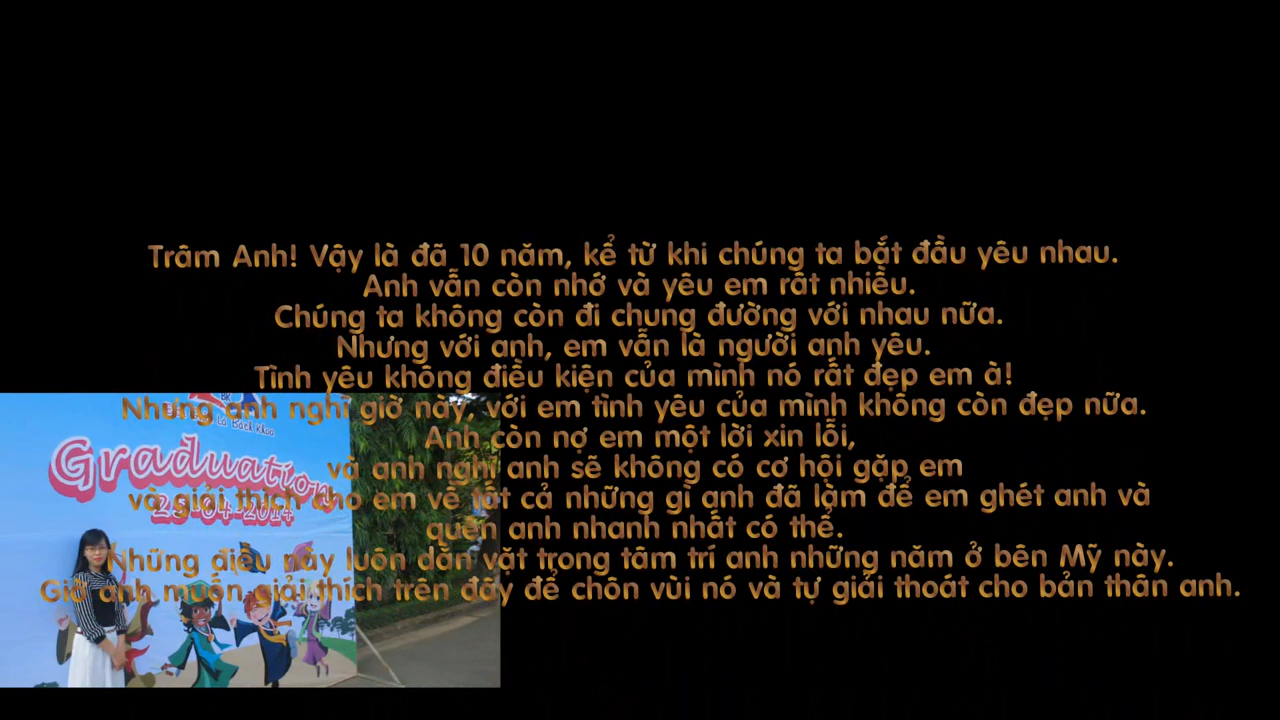 Trâm Anh! Vậy là đã 10 năm, kể từ khi chúng ta bắt đầu yêu nhau.
Anh vẫn còn nhớ và yêu em rất nhiều.
Chúng ta không còn đi chung đường với nhau nữa.
Nhưng với anh, em vẫn là người anh yêu.
Tình yêu không điều kiện của mình nó rất đẹp em à!
Nhưng anh nghĩ giờ này, với em tình yêu của mình không còn đẹp nữa.
Anh còn nợ em một lời xin lỗi,
và anh nghĩ anh sẽ không có cơ hội gặp em
và giải thích cho em về tất cả những gì anh đã làm để em ghét anh và
quên anh nhanh nhất có thể.
Những điều này luôn dằn vặt trong tâm trí anh những năm ở bên Mỹ này.
Giờ anh muốn giải thích trên đây để chôn vùi nó và tự giải thoát cho bản thân anh.
BK
Là Bách Khoa
Graduation
23-04-2014